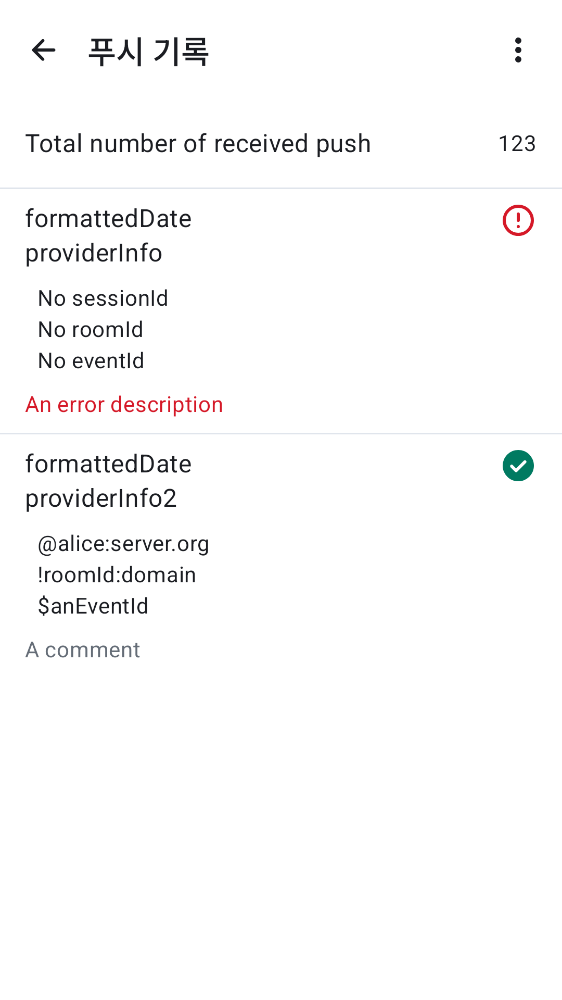 푸시 기록
Total number of received push 123
formattedDate
providerInfo
No sessionId
No roomId
No eventId
An error description
formattedDate
providerInfo2
@alice:server.org
!roomId:domain
$anEventId
A comment